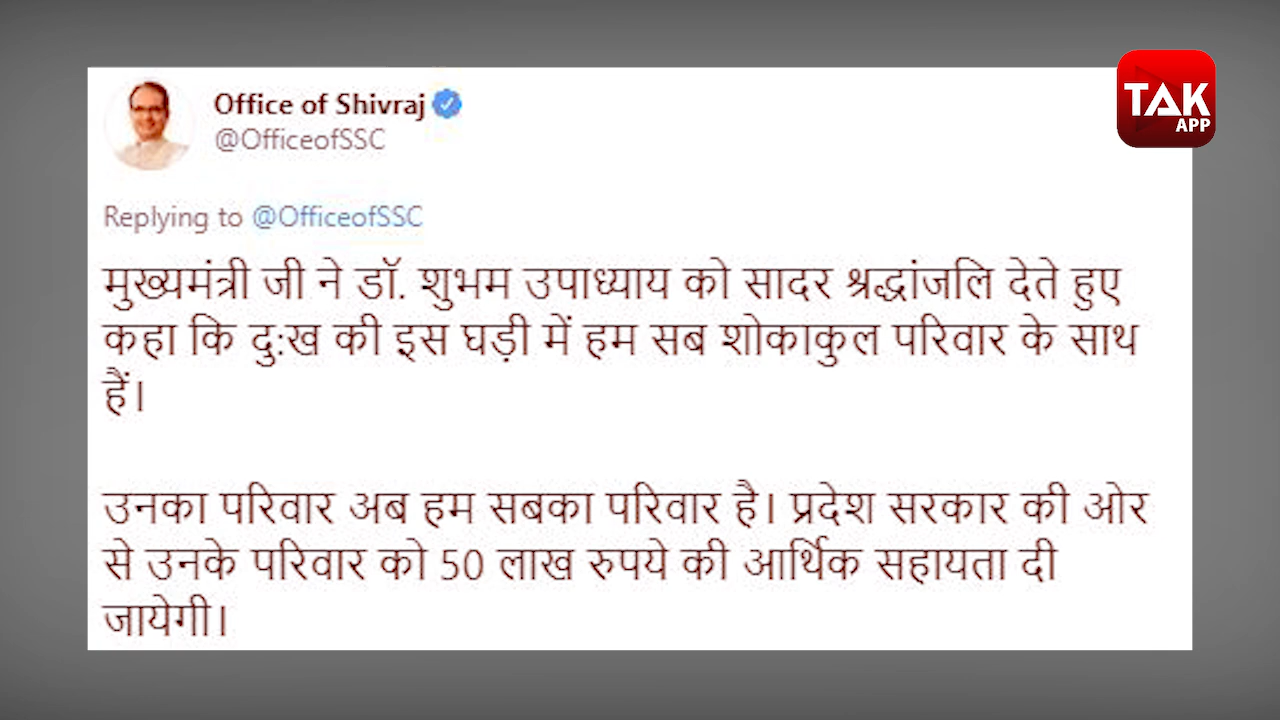 Office of Shivraj
@OfficeofSSC
TAK
APP
Replying to @OfficeofSSC
मुख्यमंत्री जी ने डॉ. शुभम उपाध्याय को सादर श्रद्धांजलि देते हुए
कहा कि दु:ख की इस घड़ी में हम सब शोकाकुल परिवार के साथ
हैं।
उनका परिवार अब हम सबका परिवार है। प्रदेश सरकार की ओर
से उनके परिवार को 50 लाख रुपये की आर्थिक सहायता दी
जायेगी।